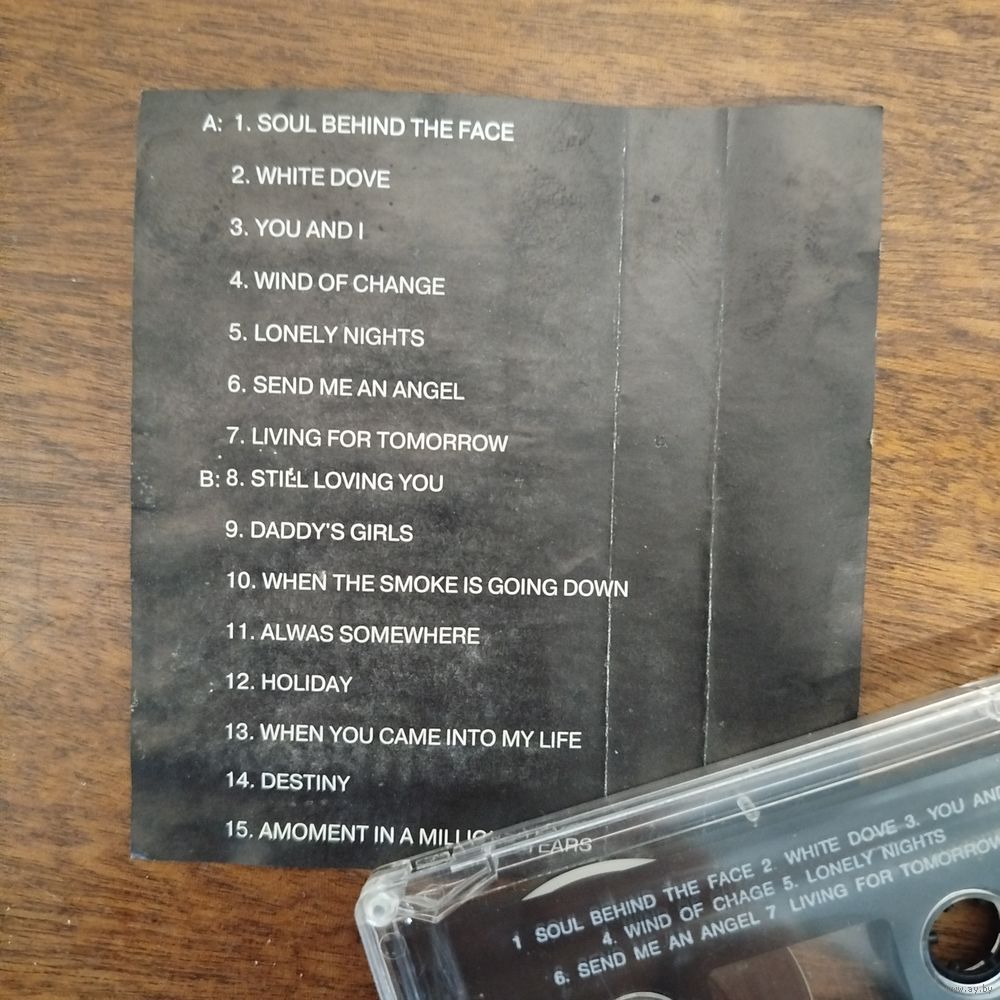 A: 1. SOUL BEHIND THE FACE
2. WHITE DOVE
3. YOU AND I
4. WIND OF CHANGE
5. LONELY NIGHTS
6. SEND ME AN ANGEL
7. LIVING FOR TOMORROW
B: 8. STILL LOVING YOU
9. DADDY'S GIRLS
10. WHEN THE SMOKE IS GOING DOWN
11. ALWAS SOMEWHERE
12. HOLIDAY
13. WHEN YOU CAME INTO MY LIFE
14. DESTINY
15. AMOMENT IN A YEARS
1 SOUL BEHIND THE FACE 2. WHITE DOVE 3. YOU AND
4. WIND OF CHAGE 5. LONELY NIGHTS
6. SEND ME AN ANGEL 7 LIVING FOR TOMORROW
www.ay.by